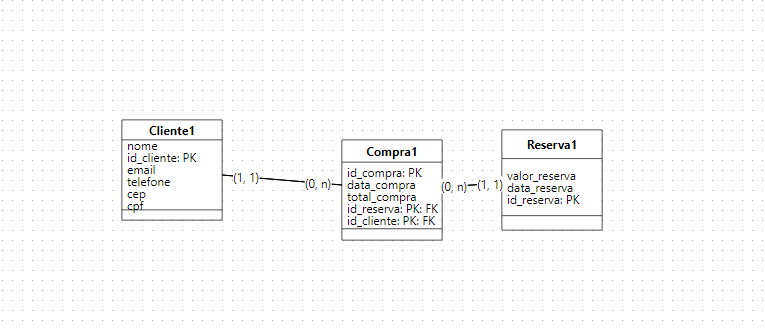 Cliente1
nome
id_cliente: PK
email
telefone
cep
cpf
(1, 1)
(0, n)
Compra1
id_compra: PK
data_compra
total_compra
id_reserva: PK: FK
id_cliente: PK: FK
(0, n)
(1, 1)
Reserva1
valor_reserva
data_reserva
id_reserva: PK